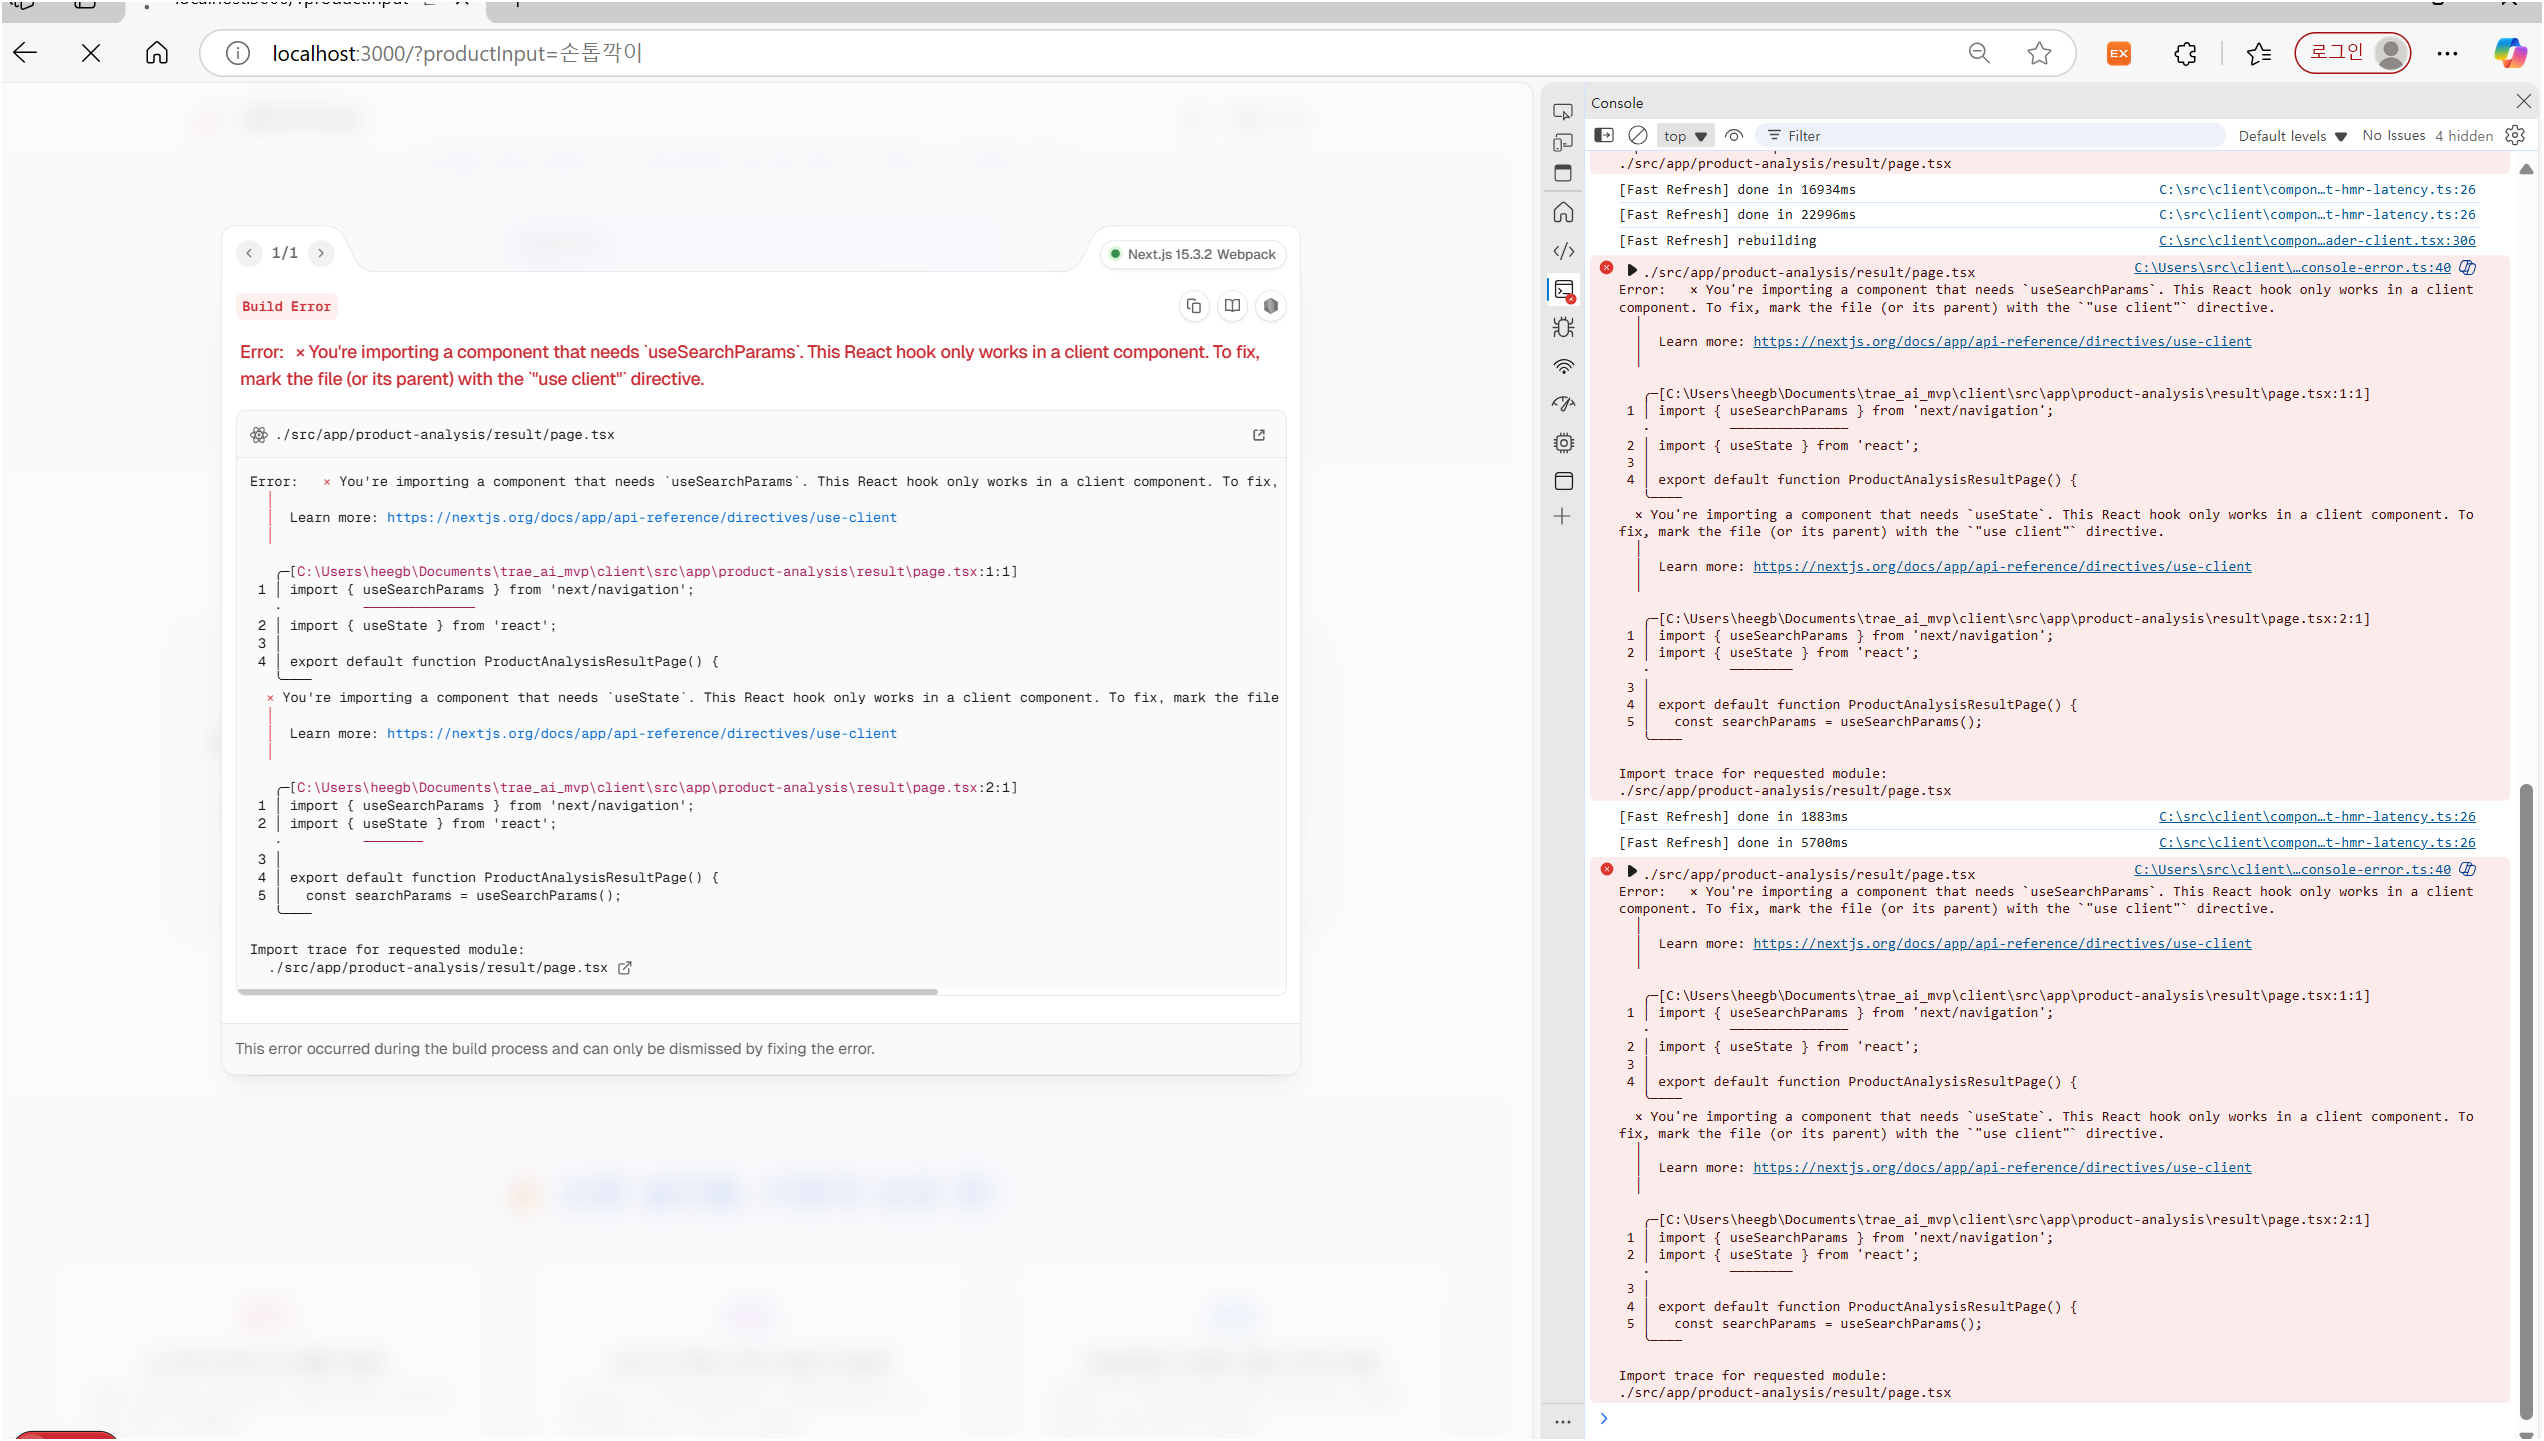 localhost:3000/?productInput=손톱깍이
로그인
1/1
Next.js 15.3.2 Webpack
Build Error
Error: × You're importing a component that needs `useSearchParams`. This React hook only works in a client component. To fix,
mark the file (or its parent) with the `"use client"` directive.
./src/app/product-analysis/result/page.tsx
Error: × You're importing a component that needs `useSearchParams`. This React hook only works in a client component. To fix,
Learn more: https://nextjs.org/docs/app/api-reference/directives/use-client
[C:\Users\heegb\Documents\trae_ai_mvp\client\src\app\product-analysis\result\page.tsx:1:1]
1 import { useSearchParams } from 'next/navigation';
2 import { useState } from 'react';
3
4 export default function ProductAnalysisResultPage() {
× You're importing a component that needs `useState`. This React hook only works in a client component. To fix, mark the file
Learn more: https://nextjs.org/docs/app/api-reference/directives/use-client
[C:\Users\heegb\Documents\trae_ai_mvp\client\src\app\product-analysis\result\page.tsx:2:1]
1 import { useSearchParams } from 'next/navigation';
2 import { useState } from 'react';
3
4 export default function ProductAnalysisResultPage() {
5 const searchParams = useSearchParams();
Import trace for requested module:
./src/app/product-analysis/result/page.tsx
This error occurred during the build process and can only be dismissed by fixing the error.
Console
top Filter Default levels No Issues 4 hidden
./src/app/product-analysis/result/page.tsx
[Fast Refresh] done in 16934ms C:\src\client\compon…t-hmr-latency.ts:26
[Fast Refresh] done in 22996ms C:\src\client\compon…t-hmr-latency.ts:26
[Fast Refresh] rebuilding C:\src\client\compon…ader-client.tsx:306
./src/app/product-analysis/result/page.tsx C:\Users\src\client\…console-error.ts:40
Error: × You're importing a component that needs `useSearchParams`. This React hook only works in a client
component. To fix, mark the file (or its parent) with the `"use client"` directive.
Learn more: https://nextjs.org/docs/app/api-reference/directives/use-client
[C:\Users\heegb\Documents\trae_ai_mvp\client\src\app\product-analysis\result\page.tsx:1:1]
1 import { useSearchParams } from 'next/navigation';
2 import { useState } from 'react';
3
4 export default function ProductAnalysisResultPage() {
× You're importing a component that needs `useState`. This React hook only works in a client component. To
fix, mark the file (or its parent) with the `"use client"` directive.
Learn more: https://nextjs.org/docs/app/api-reference/directives/use-client
[C:\Users\heegb\Documents\trae_ai_mvp\client\src\app\product-analysis\result\page.tsx:2:1]
1 import { useSearchParams } from 'next/navigation';
2 import { useState } from 'react';
3
4 export default function ProductAnalysisResultPage() {
5 const searchParams = useSearchParams();
Import trace for requested module:
./src/app/product-analysis/result/page.tsx
[Fast Refresh] done in 1883ms C:\src\client\compon…t-hmr-latency.ts:26
[Fast Refresh] done in 5700ms C:\src\client\compon…t-hmr-latency.ts:26
./src/app/product-analysis/result/page.tsx C:\Users\src\client\…console-error.ts:40
Error: × You're importing a component that needs `useSearchParams`. This React hook only works in a client
component. To fix, mark the file (or its parent) with the `"use client"` directive.
Learn more: https://nextjs.org/docs/app/api-reference/directives/use-client
[C:\Users\heegb\Documents\trae_ai_mvp\client\src\app\product-analysis\result\page.tsx:1:1]
1 import { useSearchParams } from 'next/navigation';
2 import { useState } from 'react';
3
4 export default function ProductAnalysisResultPage() {
× You're importing a component that needs `useState`. This React hook only works in a client component. To
fix, mark the file (or its parent) with the `"use client"` directive.
Learn more: https://nextjs.org/docs/app/api-reference/directives/use-client
[C:\Users\heegb\Documents\trae_ai_mvp\client\src\app\product-analysis\result\page.tsx:2:1]
1 import { useSearchParams } from 'next/navigation';
2 import { useState } from 'react';
3
4 export default function ProductAnalysisResultPage() {
5 const searchParams = useSearchParams();
Import trace for requested module:
./src/app/product-analysis/result/page.tsx